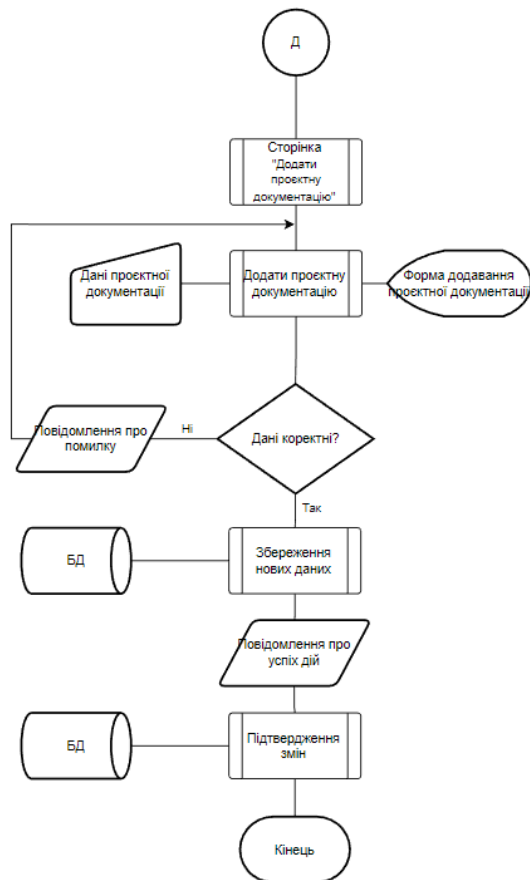 Д
Сторінка
"Додати
проєктну
документацію"
Дані проєктної
документації
Додати проєктну
документацію
Форма додавання
проєктної документації
Повідомлення про
помилку
Ні
Дані коректні?
Так
БД
Збереження
нових даних
Повідомлення про
успіх дій
БД
Підтвердження
змін
Кінець